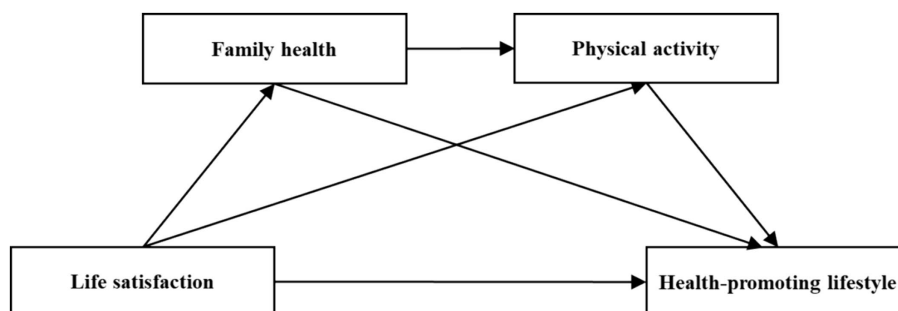 Family health
Physical activity
Life satisfaction
Health-promoting lifestyle